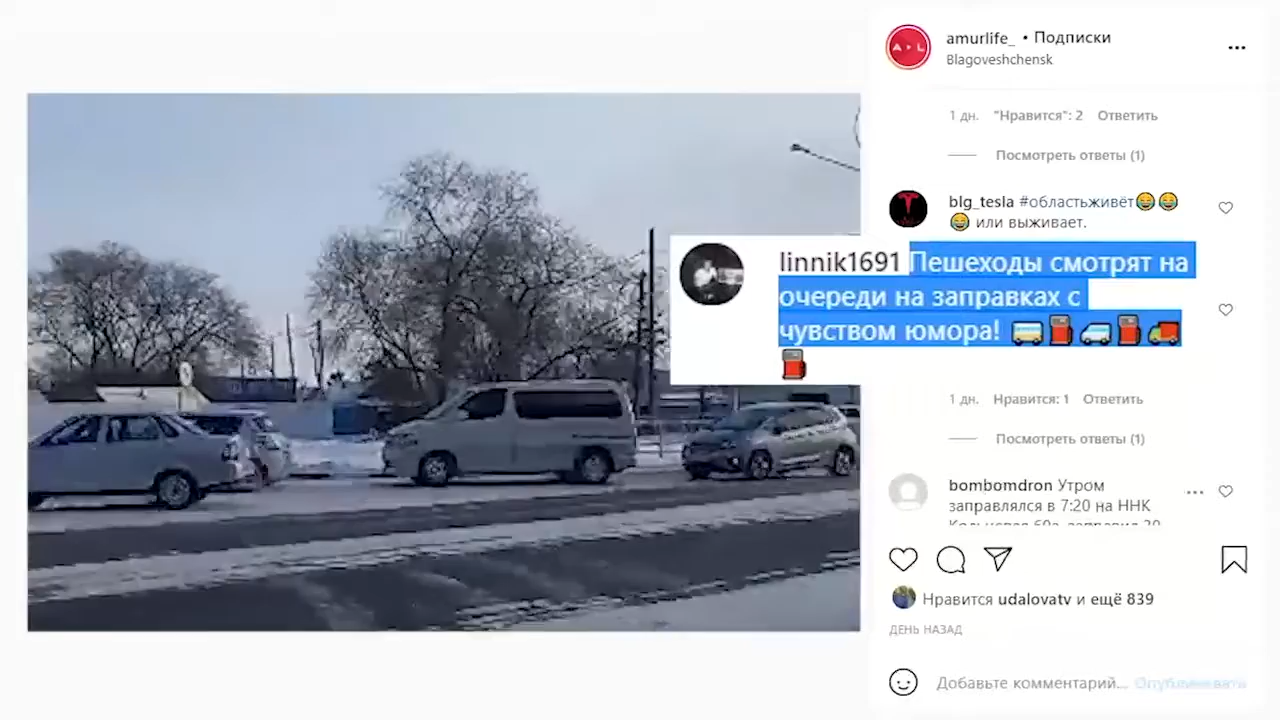 A • L
amurlife_ • Подписки
Blagoveshchensk
1 дн. "Нравится": 2 Ответить
Посмотреть ответы (1)
blg_tesla #областьживёт😂😂
😂 или выживает.
linnik1691 Пешеходы смотрят на
очереди на заправках с
чувством юмора! 🚌⛽🚙⛽🚚
⛽
1 дн. Нравится: 1 Ответить
Посмотреть ответы (1)
bombomdron Утром
заправлялся в 7:20 на ННК
Нравится udalovatv и ещё 839
ДЕНЬ НАЗАД
Добавьте комментарий... Опубликовать